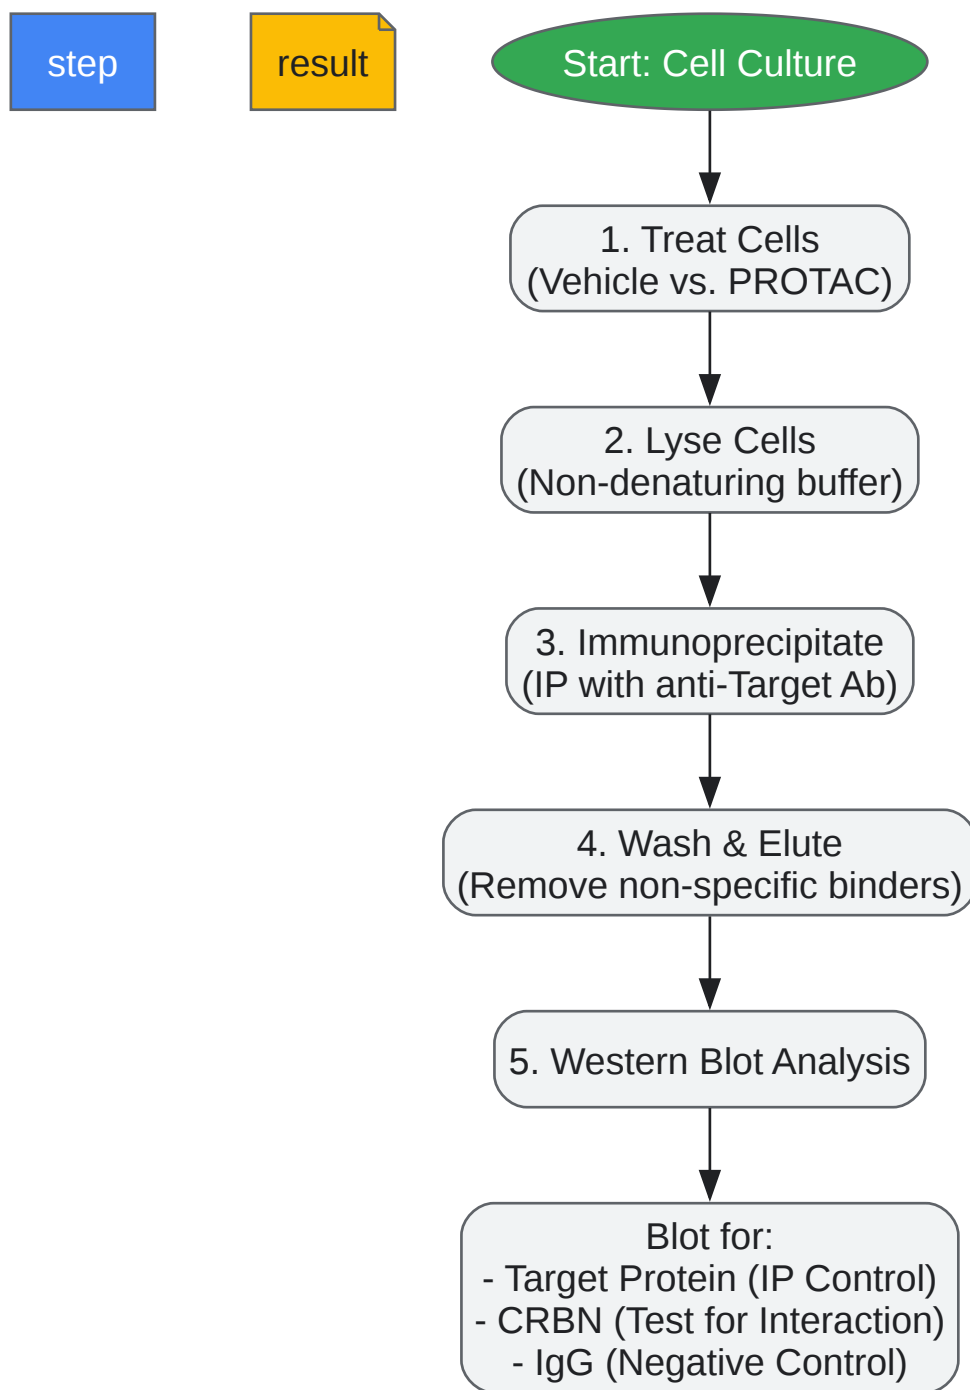 step
result
Start: Cell Culture
1. Treat Cells
(Vehicle vs. PROTAC)
2. Lyse Cells
(Non-denaturing buffer)
3. Immunoprecipitate
(IP with anti-Target Ab)
4. Wash & Elute
(Remove non-specific binders)
5. Western Blot Analysis
Blot for:
- Target Protein (IP Control)
- CRBN (Test for Interaction)
- IgG (Negative Control)